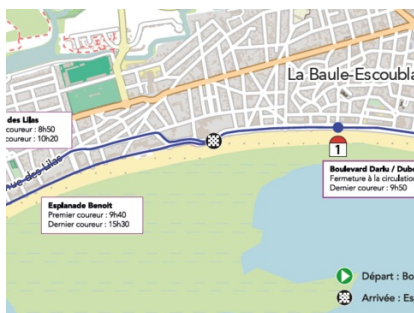 La Baule-Escoubla
des Lilas
coureur : 8h50
coureur : 10h20
nue des Lilas
1
Boulevard Darlu / Dubo
Fermeture à la circulation
Dernier coureur : 9h50
Esplanade Benoit
Premier coureur : 9h40
Dernier coureur : 15h30
Départ : Bo
Arrivée : Es